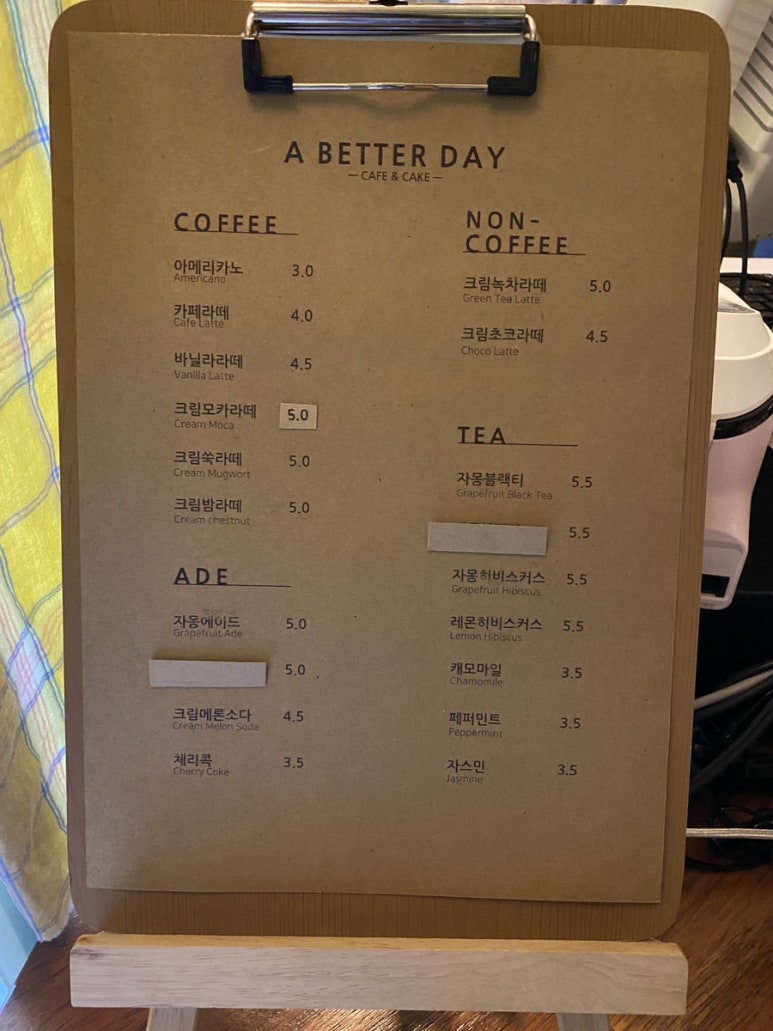 A BETTER DAY
— CAFE & CAKE —
COFFEE
아메리카노 3.0
Americano
카페라떼 4.0
Cafe Latte
바닐라라떼 4.5
Vanilla Latte
크림모카라떼 5.0
Cream Moca
크림쑥라떼 5.0
Cream Mugwort
크림밤라떼 5.0
Cream chestnut
ADE
자몽에이드 5.0
Grapefruit Ade
5.0
크림메론소다 4.5
Cream Melon Soda
체리콕 3.5
Cherry Coke
NON-
COFFEE
크림녹차라떼 5.0
Green Tea Latte
크림초코라떼 4.5
Choco Latte
TEA
자몽블랙티 5.5
Grapefruit Black Tea
5.5
자몽히비스커스 5.5
Grapefruit Hibiscus
레몬히비스커스 5.5
Lemon Hibiscus
캐모마일 3.5
Chamomile
페퍼민트 3.5
Peppermint
자스민 3.5
Jasmine